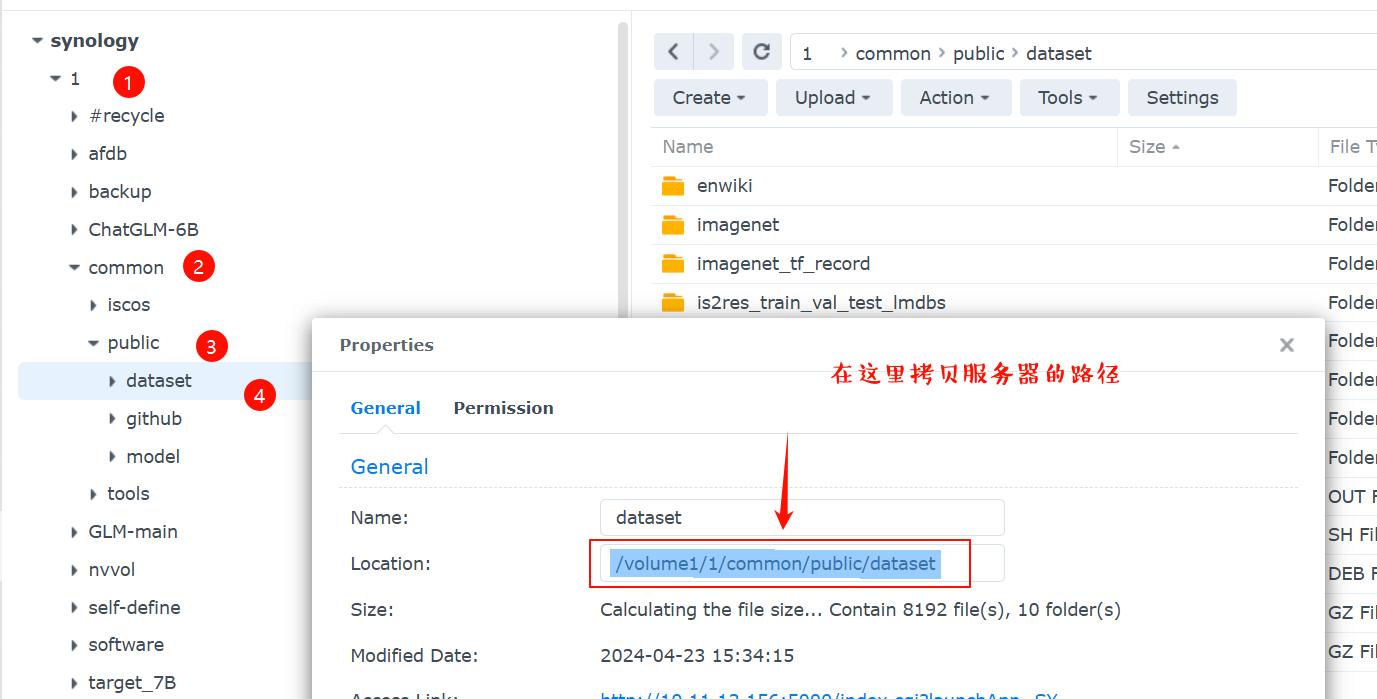 synology
1
1
#recycle
afdb
backup
ChatGLM-6B
common
2
iscos
public
3
dataset
4
github
model
tools
GLM-main
nvvol
self-define
software
target_7B
1 common public dataset
Create Upload Action Tools Settings
Name Size File T
enwiki Folder
imagenet Folder
imagenet_tf_record Folder
is2res_train_val_test_lmdbs Folder
Folder
Folder
Folder
Folder
OUT F
SH Fil
DEB F
GZ Fil
GZ Fil
Properties
在这里拷贝服务器的路径
General Permission
General
Name: dataset
Location: /volume1/1/common/public/dataset
Size: Calculating the file size... Contain 8192 file(s), 10 folder(s)
Modified Date: 2024-04-23 15:34:15